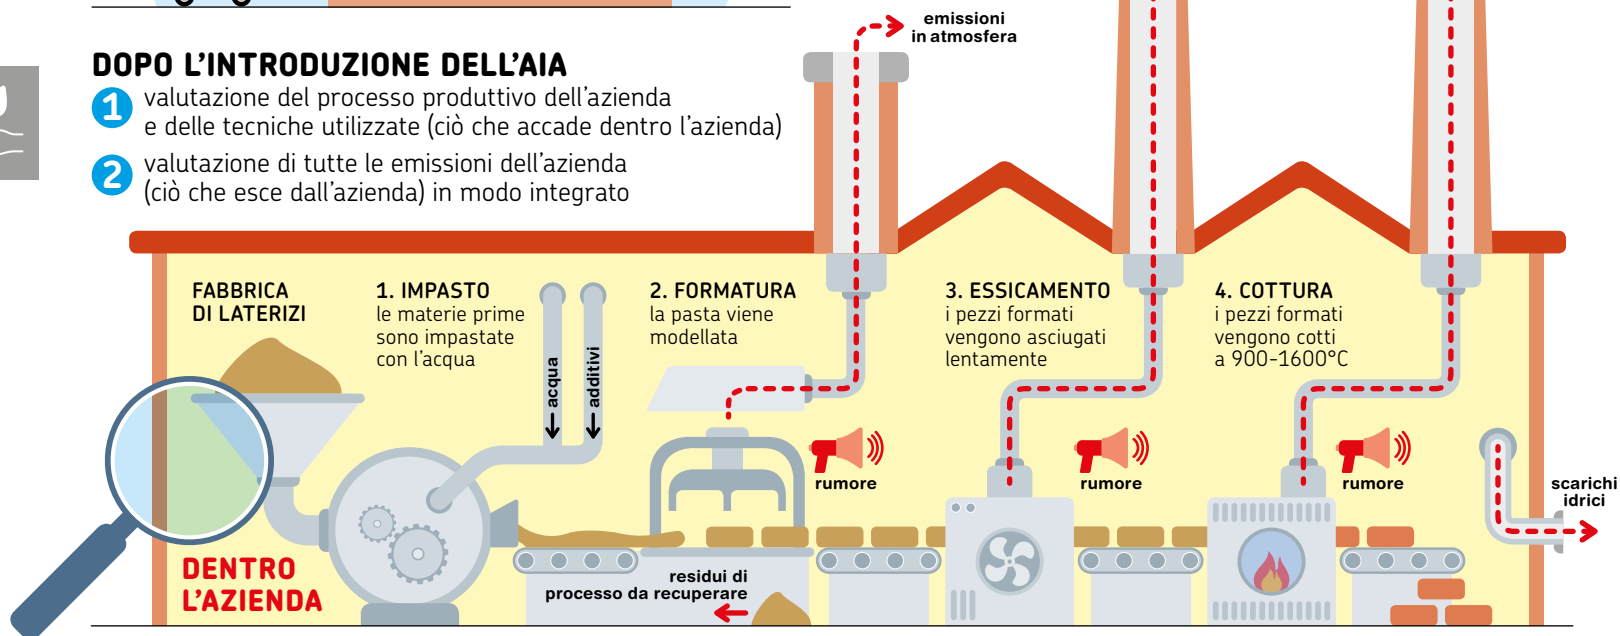 emissioni
in atmosfera
DOPO L'INTRODUZIONE DELL'AIA
1 valutazione del processo produttivo dell'azienda
e delle tecniche utilizzate (ciò che accade dentro l'azienda)
2 valutazione di tutte le emissioni dell'azienda
(ciò che esce dall'azienda) in modo integrato
FABBRICA
DI LATERIZI
1. IMPASTO
le materie prime
sono impastate
con l'acqua
acqua
additivi
2. FORMATURA
la pasta viene
modellata
3. ESSICAMENTO
i pezzi formati
vengono asciugati
lentamente
4. COTTURA
i pezzi formati
vengono cotti
a 900-1600°C
rumore
rumore
rumore
scarichi
idrici
DENTRO
L'AZIENDA
residui di
processo da recuperare